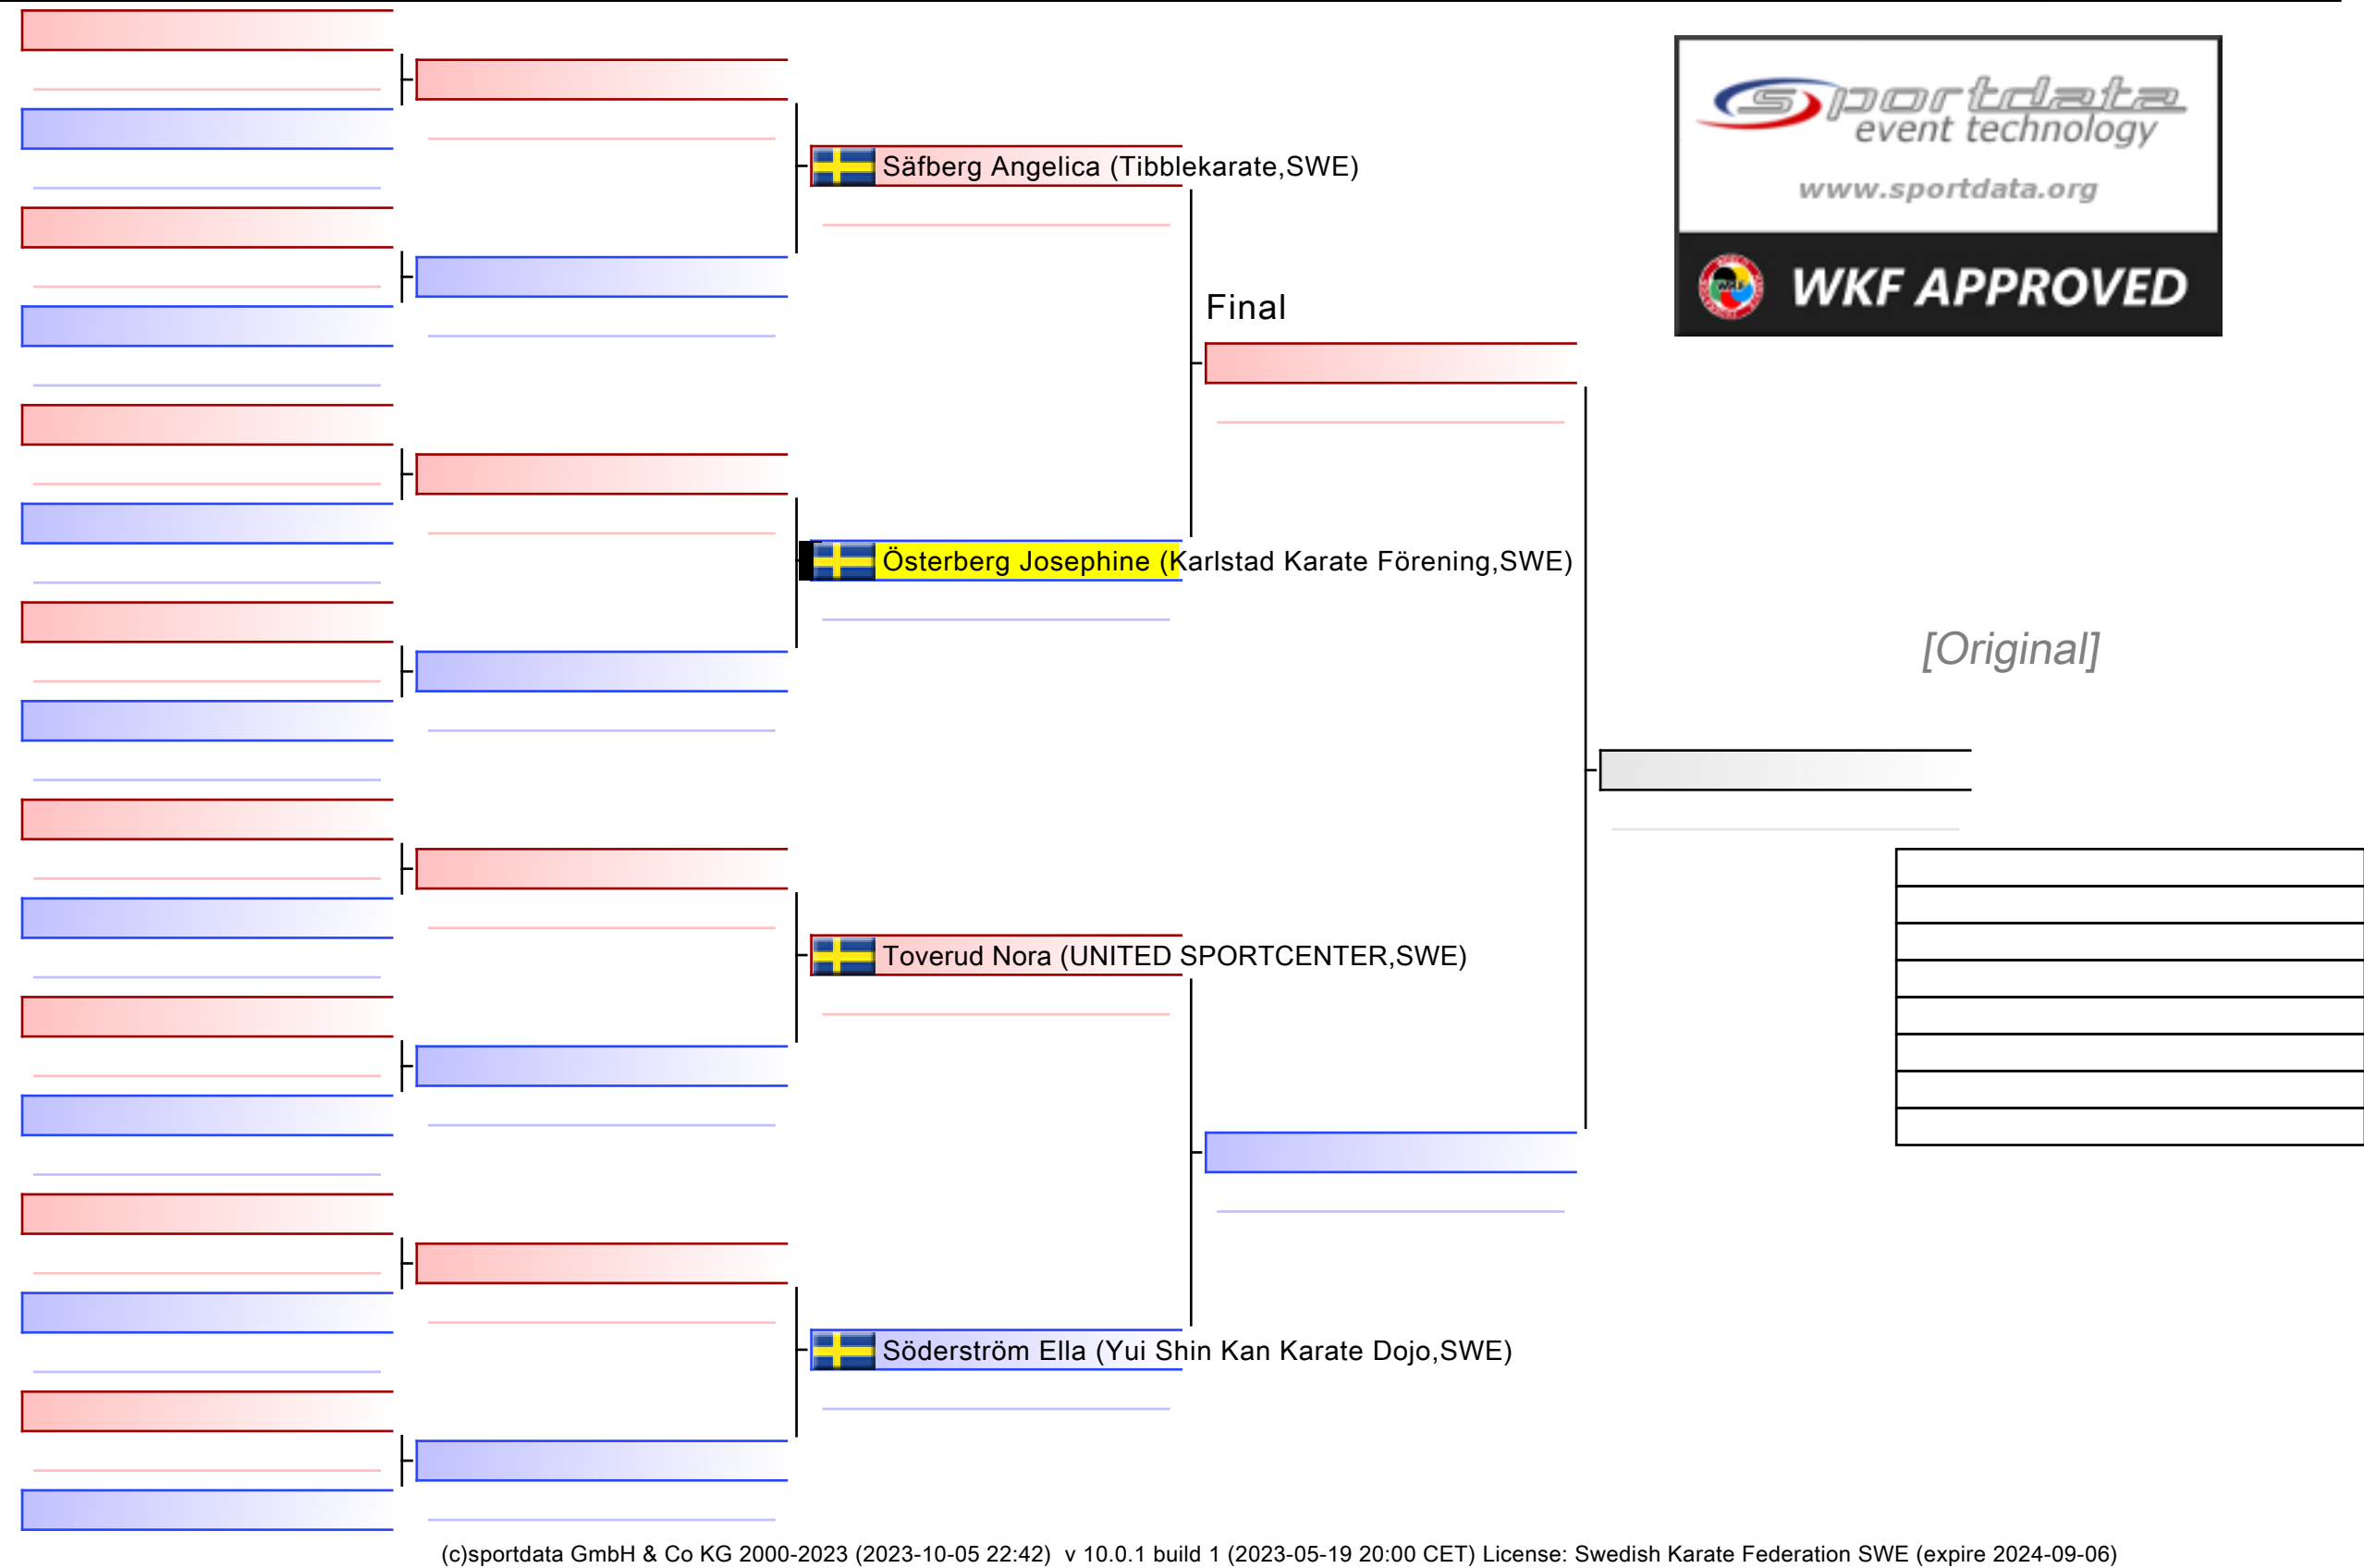 sportdata
event technology
www.sportdata.org
WKF APPROVED
Säfberg Angelica (Tibblekarate,SWE)
Final
Österberg Josephine (Karlstad Karate Förening,SWE)
[Original]
Toverud Nora (UNITED SPORTCENTER,SWE)
Söderström Ella (Yui Shin Kan Karate Dojo,SWE)
(c)sportdata GmbH & Co KG 2000-2023 (2023-10-05 22:42) v 10.0.1 build 1 (2023-05-19 20:00 CET) License: Swedish Karate Federation SWE (expire 2024-09-06)